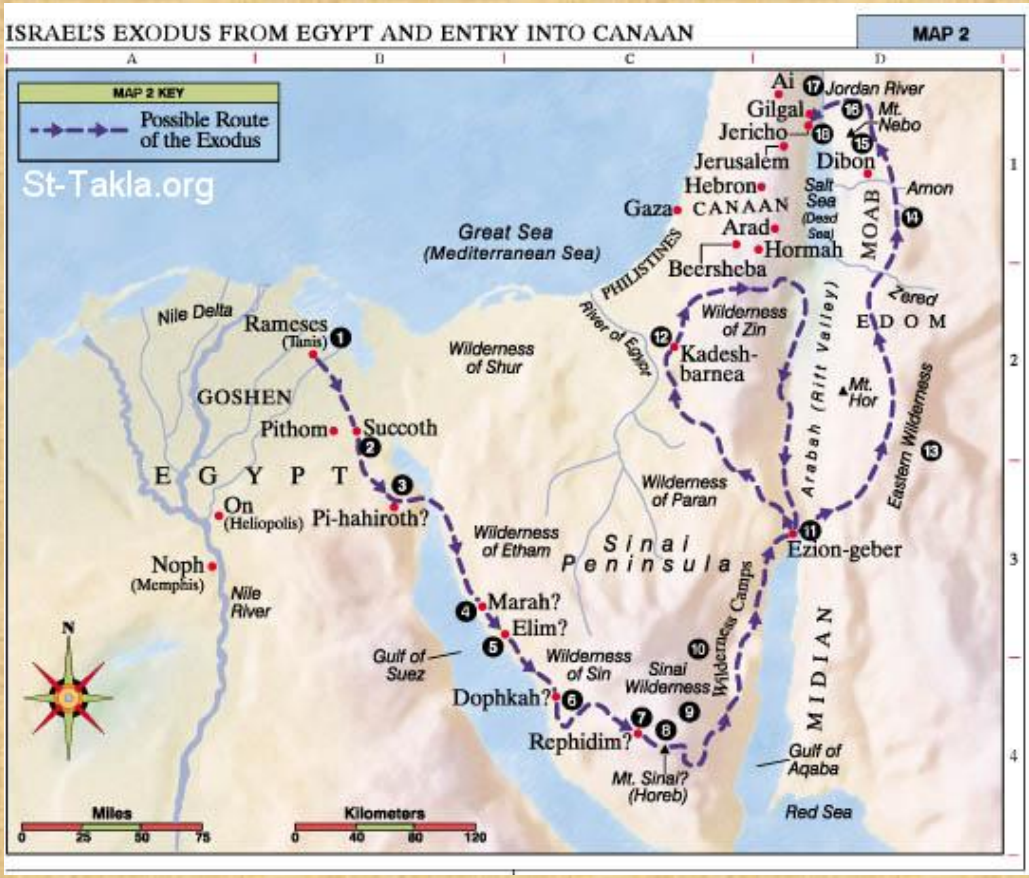 ISRAEL'S EXODUS FROM EGYPT AND ENTRY INTO CANAAN
MAP 2
A
B
C
D
MAP 2 KEY
Possible Route
of the Exodus
St-Takla.org
Ai
17
Jordan River
Gilgal
16
Mt.
Nebo
Jericho
18
15
1
Jerusalem
Dibon
Hebron
Salt
Sea
(Dead
Sea)
Arnon
Gaza
CANAAN
MOAB
14
Great Sea
(Mediterranean Sea)
Arad
Hormah
PHILISTINES
Beersheba
Zered
Nile Delta
Rameses
(Tanis)
1
River of Egypt
Wilderness
of Zin
EDOM
Wilderness
of Shur
12
Kadesh-
barnea
2
Arabah (Rift Valley)
Mt.
Hor
GOSHEN
Pithom
Succoth
2
Eastern Wilderness
13
EGYPT
3
Wilderness
of Paran
On
(Heliopolis)
Pi-hahiroth?
Wilderness
of Etham
Sinai
Peninsula
11
Ezion-geber
3
Noph
(Memphis)
Nile
River
4
Marah?
Wilderness Camps
N
5
Elim?
Gulf of
Suez
Wilderness
of Sin
10
Sinai
Wilderness
MIDIAN
Dophkah?
6
7
8
9
Rephidim?
4
Mt. Sinai?
(Horeb)
Gulf of
Aqaba
Red Sea
Miles
0 25 50 75
Kilometers
0 40 80 120